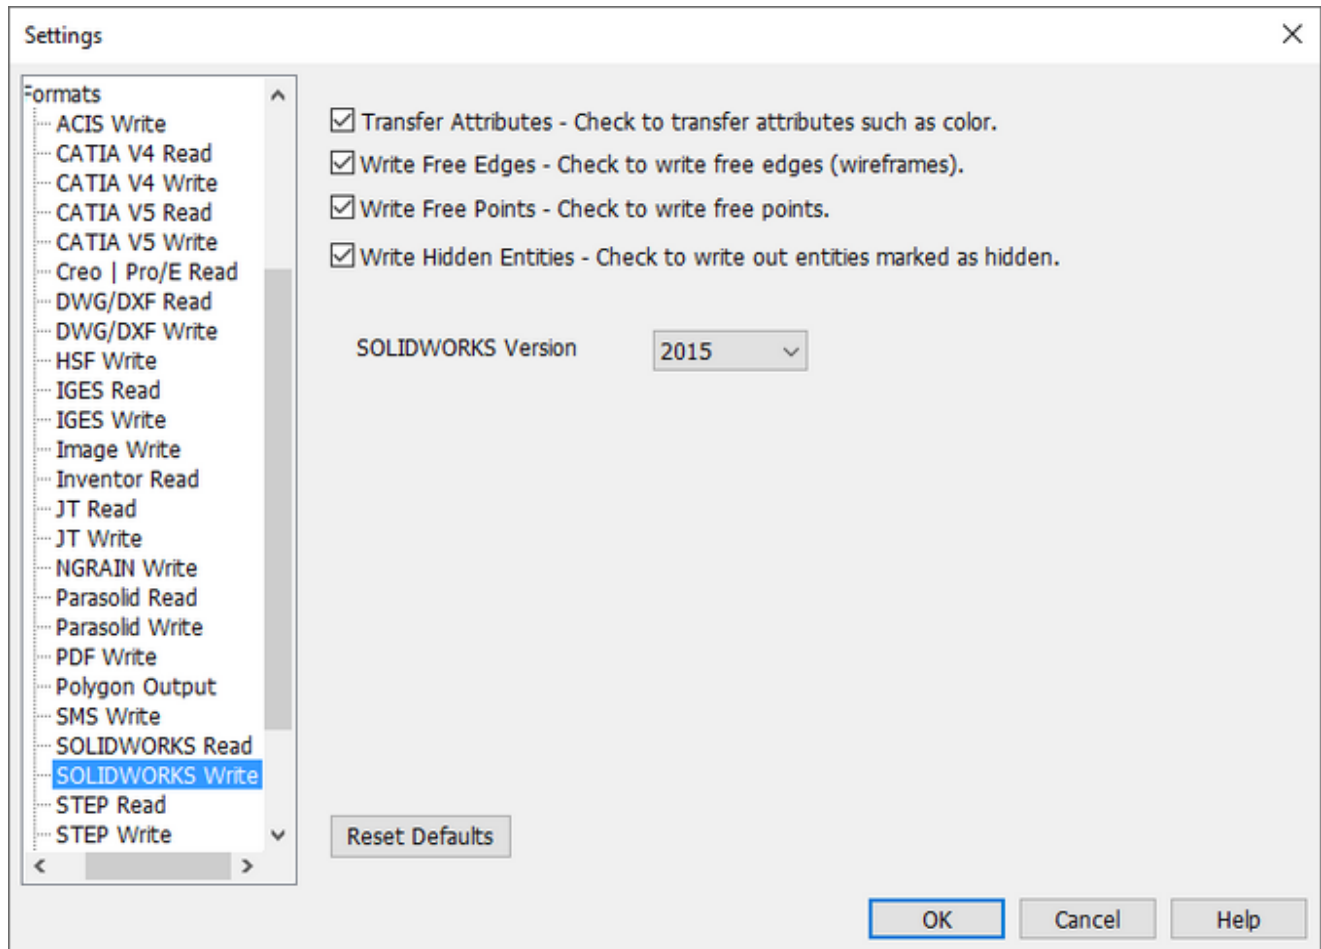 Settings
Formats
ACIS Write
CATIA V4 Read
CATIA V4 Write
CATIA V5 Read
CATIA V5 Write
Creo | Pro/E Read
DWG/DXF Read
DWG/DXF Write
HSF Write
IGES Read
IGES Write
Image Write
Inventor Read
JT Read
JT Write
NGRAIN Write
Parasolid Read
Parasolid Write
PDF Write
Polygon Output
SMS Write
SOLIDWORKS Read
SOLIDWORKS Write
STEP Read
STEP Write
Transfer Attributes - Check to transfer attributes such as color.
Write Free Edges - Check to write free edges (wireframes).
Write Free Points - Check to write free points.
Write Hidden Entities - Check to write out entities marked as hidden.
SOLIDWORKS Version 2015
Reset Defaults
OK Cancel Help